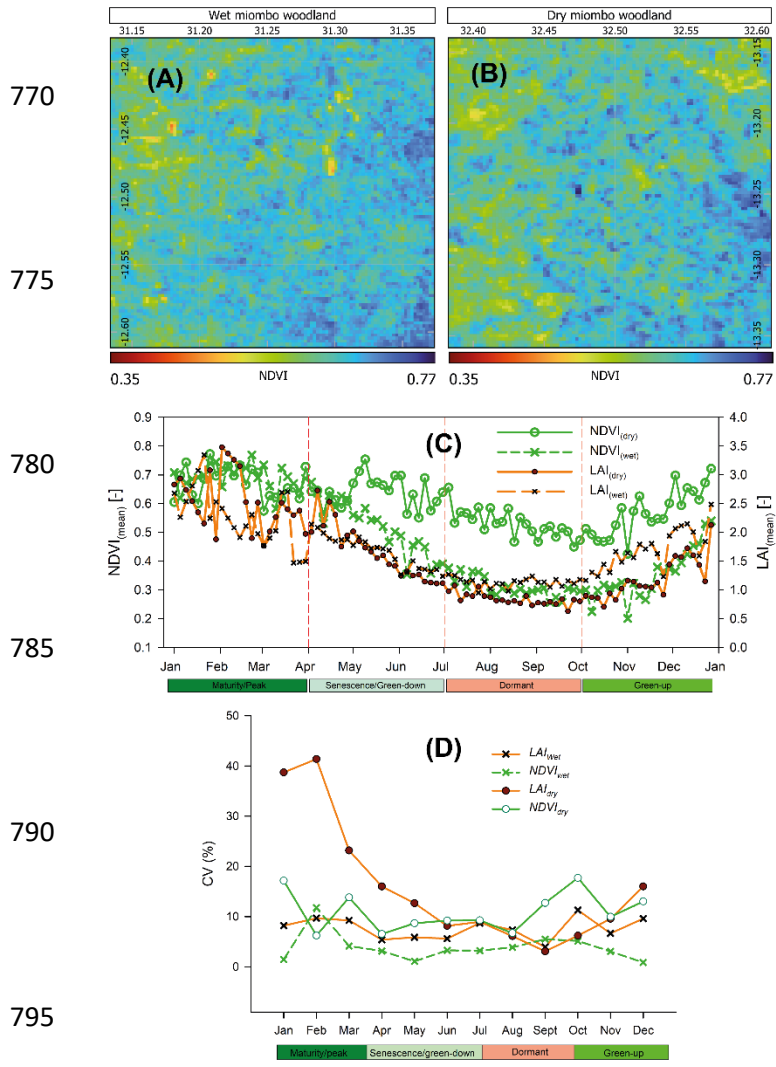 Wet miombo woodland
Dry miombo woodland
31.15 31.20 31.25 31.30 31.35
32.40 32.45 32.50 32.55 32.60
770
775
(A)
(B)
-12.40
-12.45
-12.50
-12.55
-12.60
-13.15
-13.20
-13.25
-13.30
-13.35
0.35 NDVI 0.77
0.35 NDVI 0.77
780
785
(C)
NDVI(dry)
NDVI(wet)
LAI(dry)
LAI(wet)
NDVI(mean) [-]
0.9
0.8
0.7
0.6
0.5
0.4
0.3
0.2
0.1
4.0
3.5
3.0
2.5
2.0
1.5
1.0
0.5
0.0
LAI(mean) [-]
Jan Feb Mar Apr May Jun Jul Aug Sep Oct Nov Dec Jan
Maturity/Peak Senescence/Green-down Dormant Green-up
790
795
(D)
LAIWet
NDVIwet
LAIdry
NDVIdry
CV (%)
50
40
30
20
10
0
Jan Feb Mar Apr May Jun Jul Aug Sept Oct Nov Dec
Maturity/peak Senescence/green-down Dormant Green-up